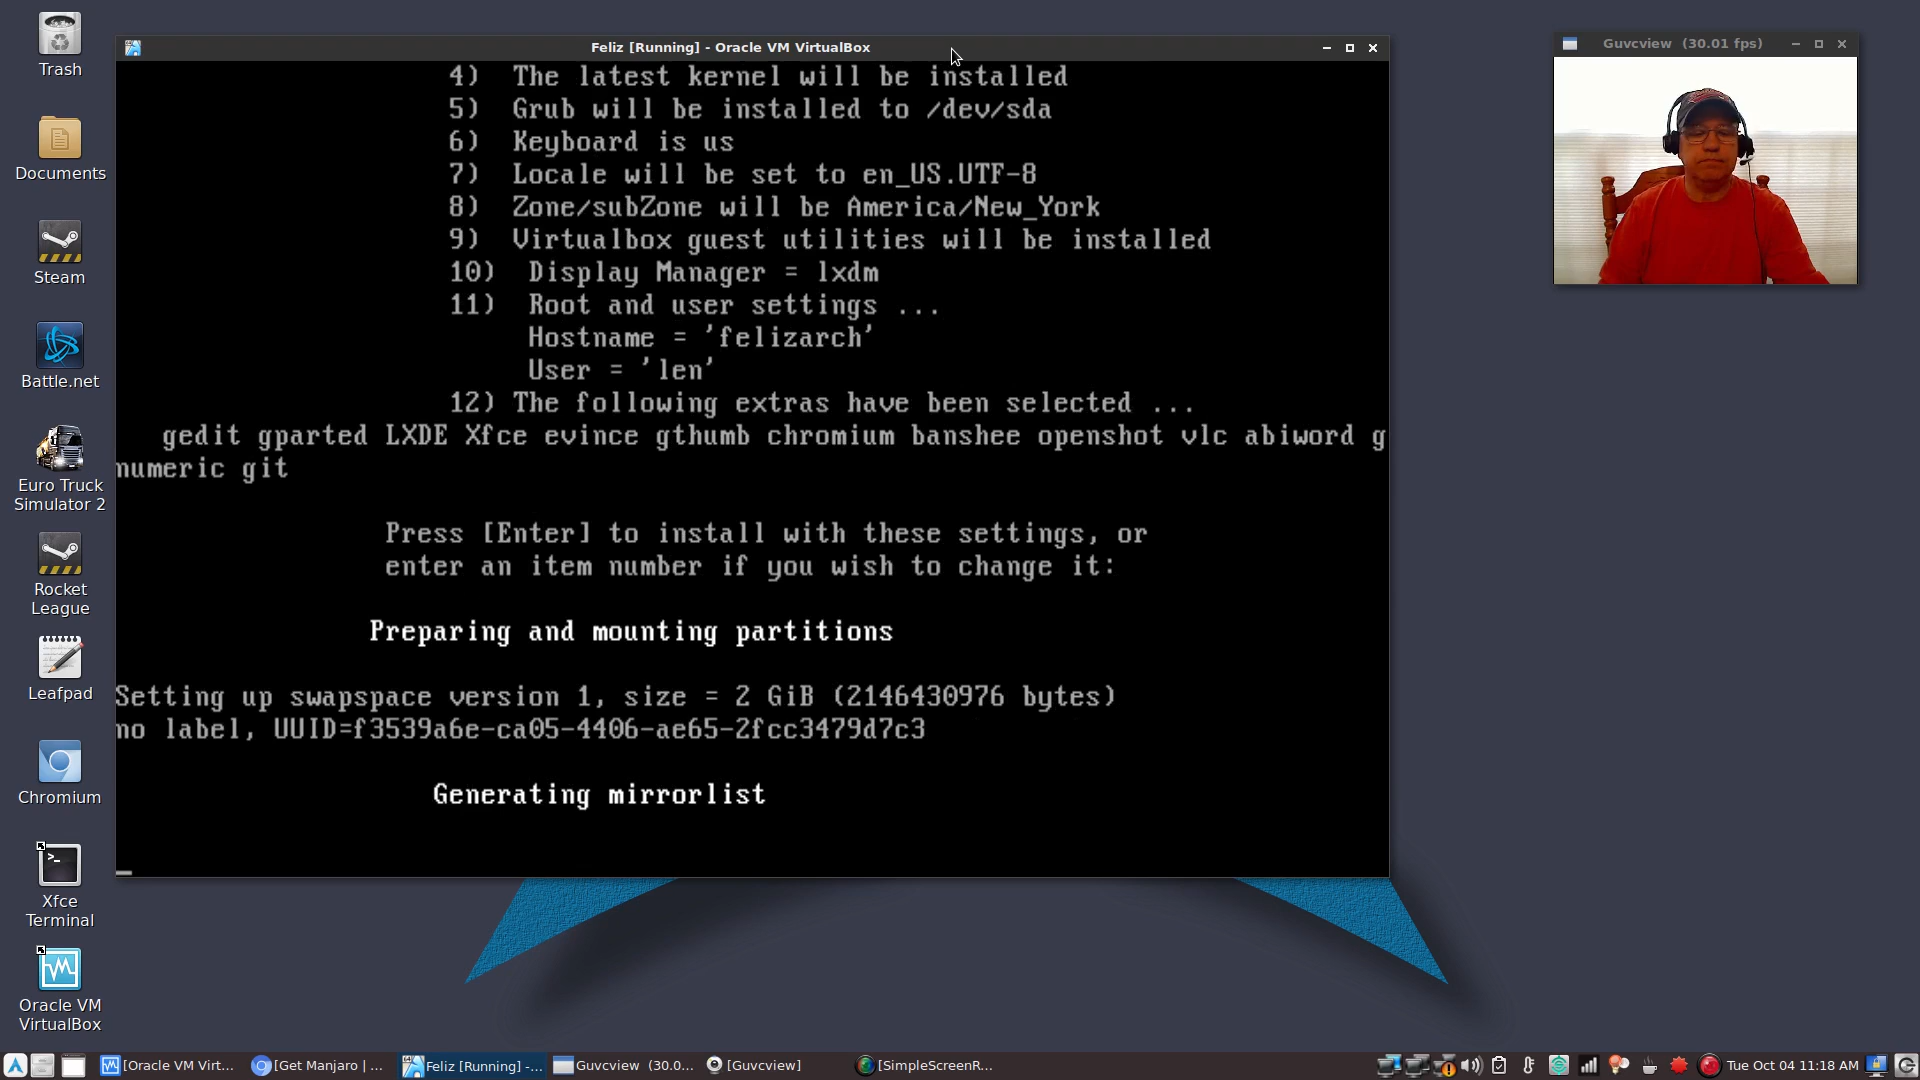 Trash
Documents
Steam
Battle.net
Euro Truck
Simulator 2
Rocket
League
Leafpad
Chromium
Xfce
Terminal
Oracle VM
VirtualBox
Feliz [Running] - Oracle VM VirtualBox
4) The latest kernel will be installed
5) Grub will be installed to /dev/sda
6) Keyboard is us
7) Locale will be set to en_US.UTF-8
8) Zone/subZone will be America/New_York
9) Virtualbox guest utilities will be installed
10) Display Manager = lxdm
11) Root and user settings ...
Hostname = 'felizarch'
User = 'len'
12) The following extras have been selected ...
gedit gparted LXDE Xfce evince gthumb chromium banshee openshot vlc abiword g
numeric git
Press [Enter] to install with these settings, or
enter an item number if you wish to change it:
Preparing and mounting partitions
Setting up swapspace version 1, size = 2 GiB (2146430976 bytes)
no label, UUID=f3539a6e-ca05-4406-ae65-2fcc3479d7c3
Generating mirrorlist
Guvcview (30.01 fps)
[Oracle VM Virt... [Get Manjaro | ... Feliz [Running] -... Guvcview (30.0... [Guvcview] [SimpleScreenR... Tue Oct 04 11:18 AM